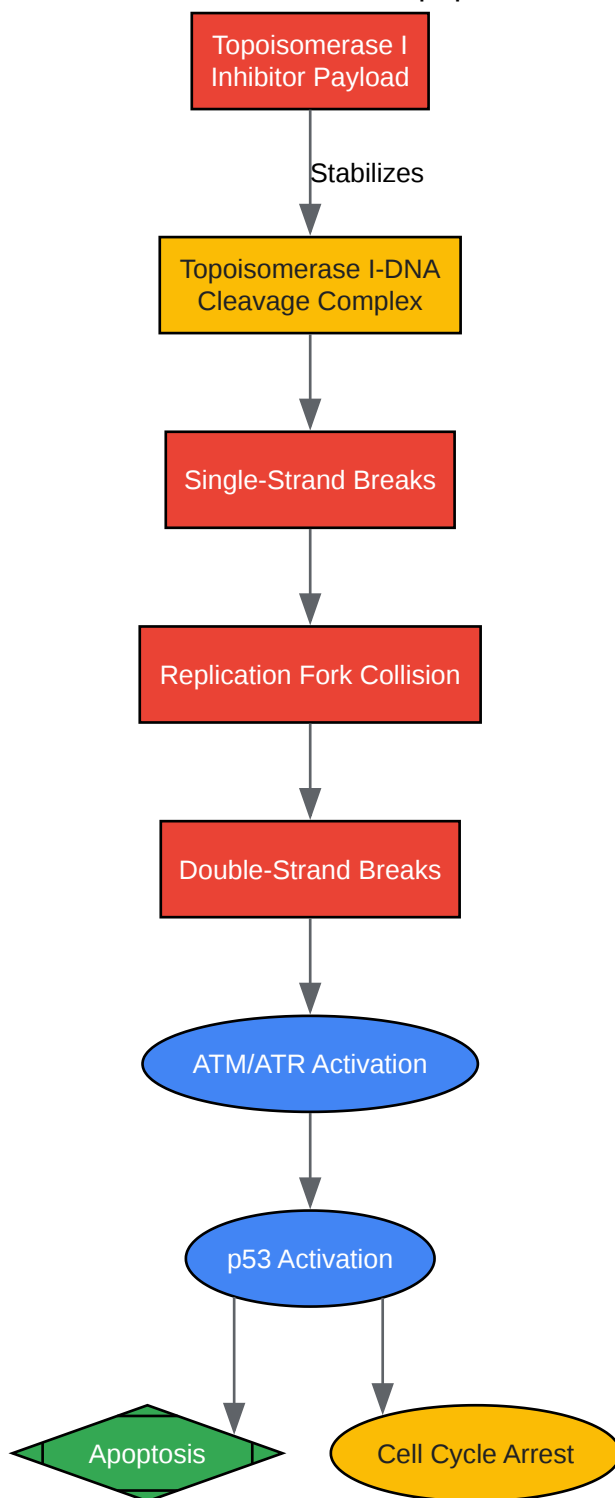 Topoisomerase I
Inhibitor Payload
Stabilizes
Topoisomerase I-DNA
Cleavage Complex
Single-Strand Breaks
Replication Fork Collision
Double-Strand Breaks
ATM/ATR Activation
p53 Activation
Apoptosis
Cell Cycle Arrest